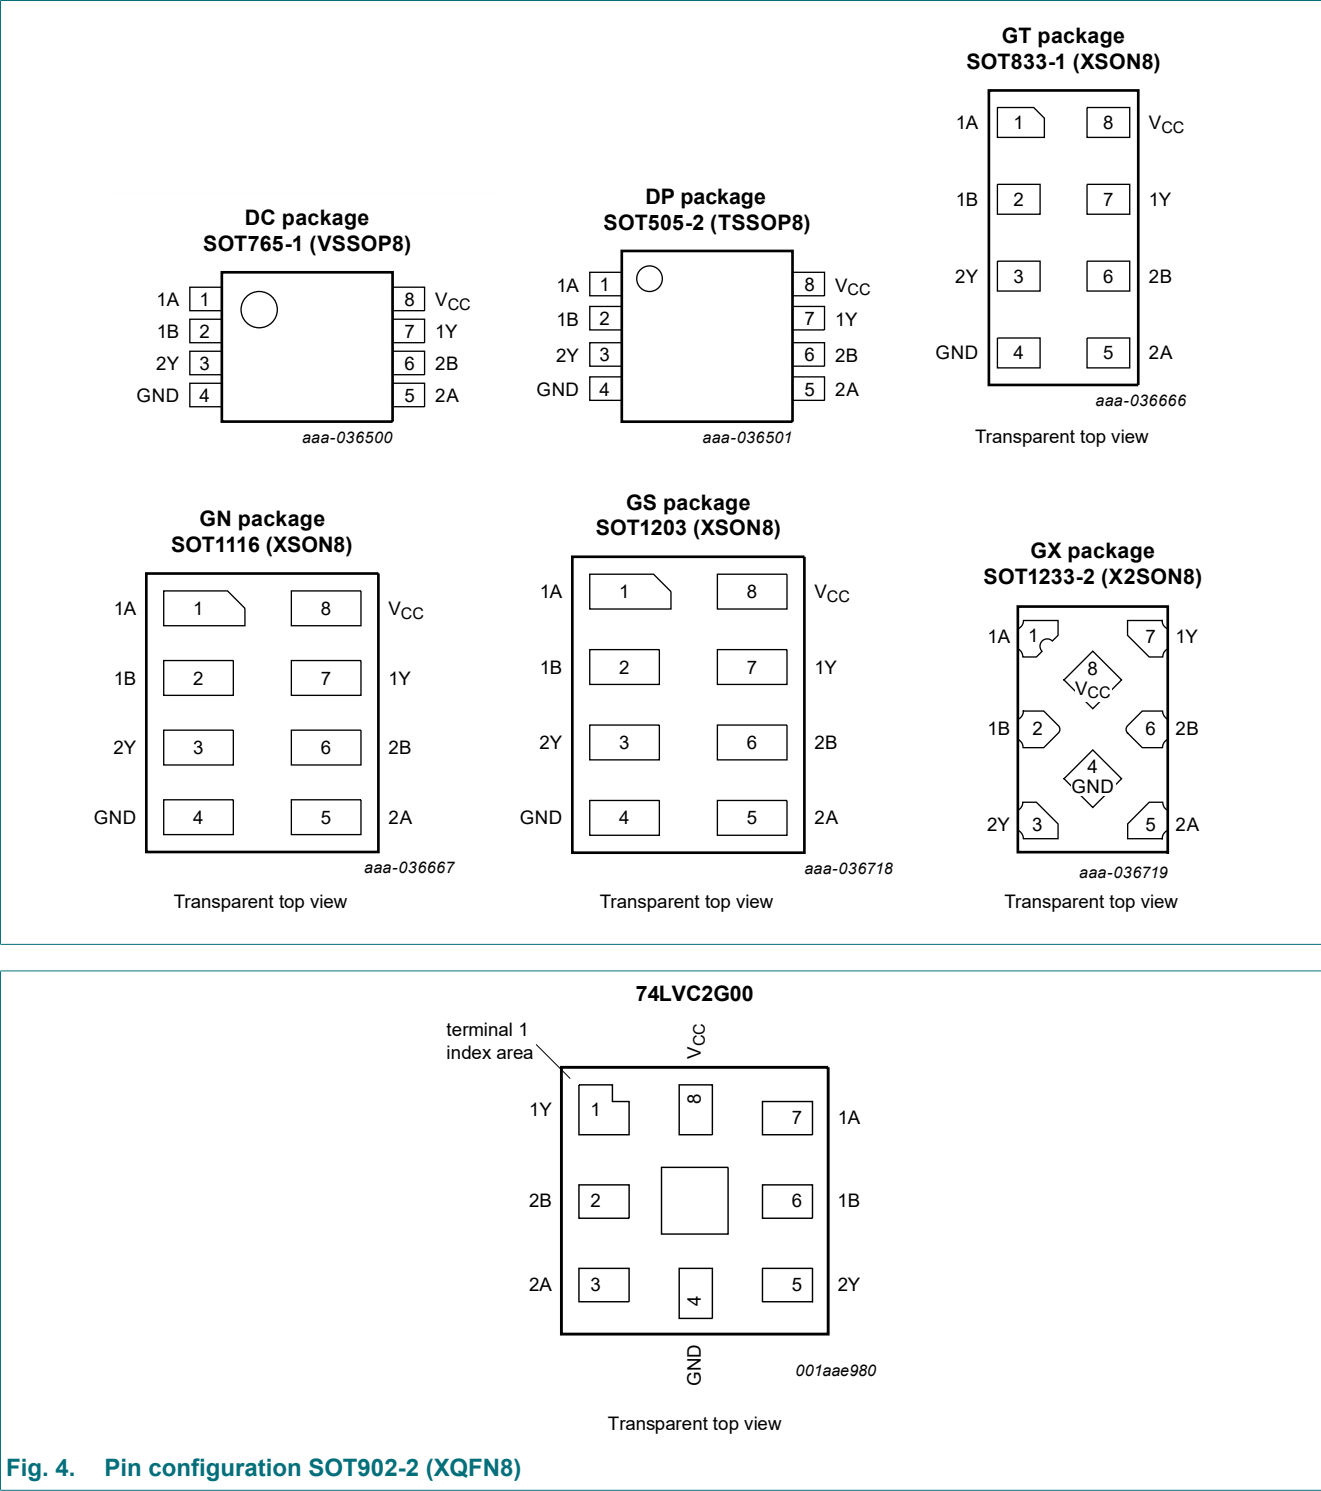 GT package
SOT833-1 (XSON8)
1A 1 8 VCC
1B 2 7 1Y
2Y 3 6 2B
GND 4 5 2A
aaa-036666
Transparent top view
DP package
SOT505-2 (TSSOP8)
1A 1 8 VCC
1B 2 7 1Y
2Y 3 6 2B
GND 4 5 2A
aaa-036501
DC package
SOT765-1 (VSSOP8)
1A 1 8 VCC
1B 2 7 1Y
2Y 3 6 2B
GND 4 5 2A
aaa-036500
GN package
SOT1116 (XSON8)
1A 1 8 VCC
1B 2 7 1Y
2Y 3 6 2B
GND 4 5 2A
aaa-036667
Transparent top view
GS package
SOT1203 (XSON8)
1A 1 8 VCC
1B 2 7 1Y
2Y 3 6 2B
GND 4 5 2A
aaa-036718
Transparent top view
GX package
SOT1233-2 (X2SON8)
1A 1 7 1Y
8
VCC
1B 2 6 2B
4
GND
2Y 3 5 2A
aaa-036719
Transparent top view
74LVC2G00
terminal 1
index area
VCC
1Y 1 8 7 1A
2B 2 6 1B
2A 3 4 5 2Y
GND
001aae980
Transparent top view
Fig. 4. Pin configuration SOT902-2 (XQFN8)